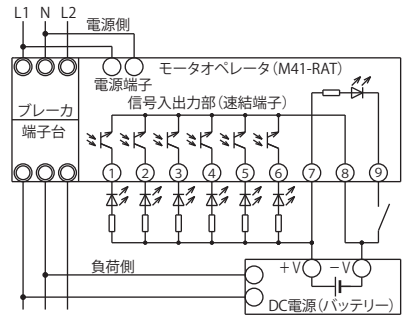 L1 N L2
電源側
電源端子
モータオペレータ(M41-RAT)
信号入出力部(速結端子)
ブレーカ
端子台
1 2 3 4 5 6 7 8 9
負荷側
+V -V
DC電源(バッテリー)